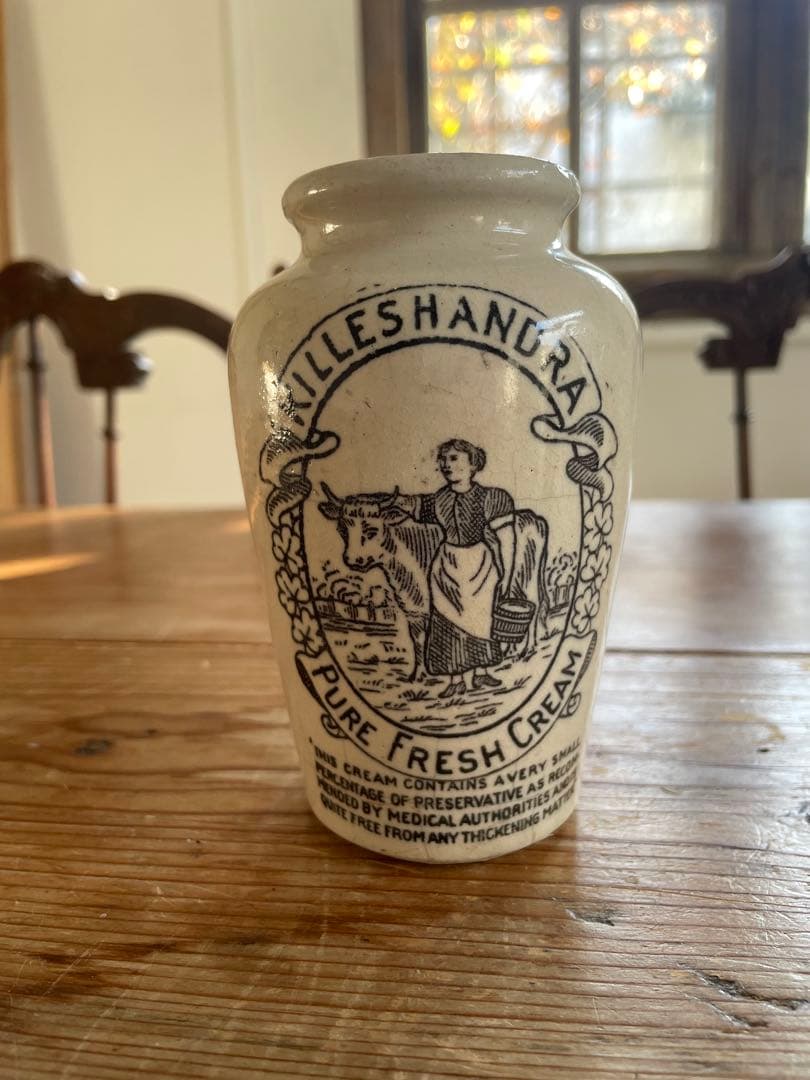 KILLESHANDRA
PURE FRESH CREAM
THIS CREAM CONTAINS A VERY SMALL
PERCENTAGE OF PRESERVATIVE AS RECOM
MENDED BY MEDICAL AUTHORITIES AND IS
QUITE FREE FROM ANY THICKENING MATTER